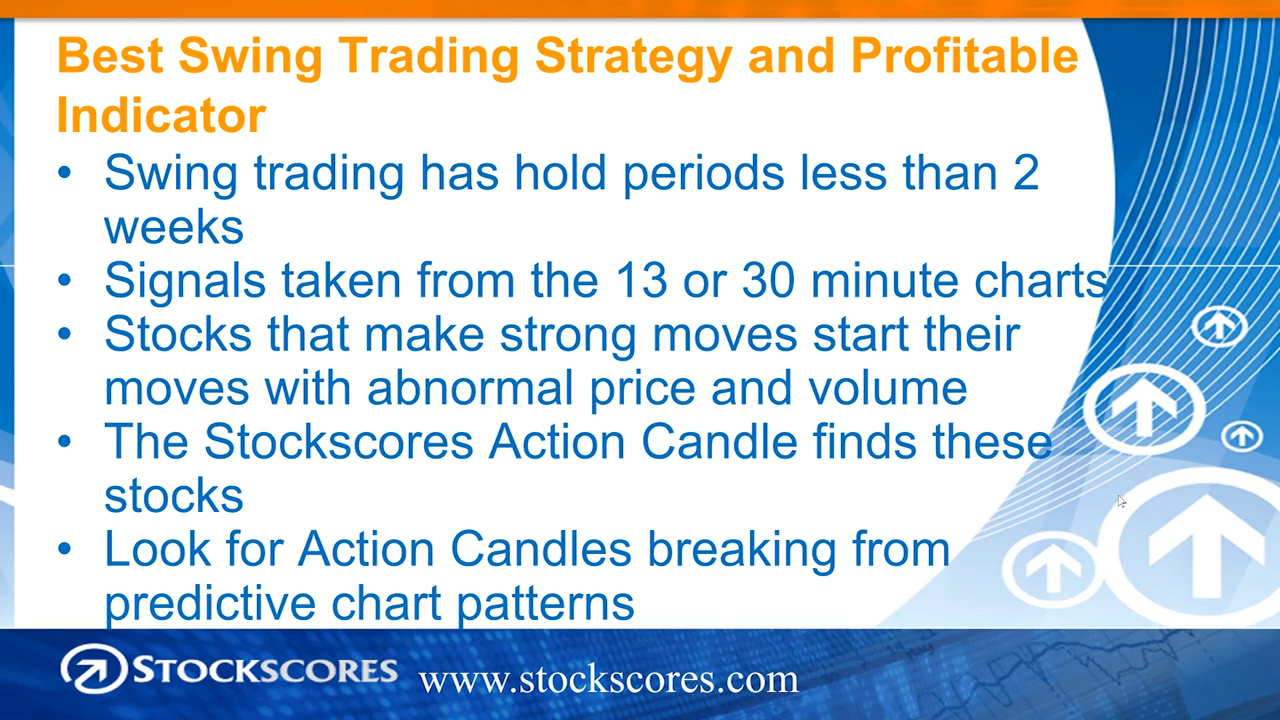 Best Swing Trading Strategy and Profitable
Indicator
• Swing trading has hold periods less than 2
weeks
• Signals taken from the 13 or 30 minute charts
• Stocks that make strong moves start their
moves with abnormal price and volume
• The Stockscores Action Candle finds these
stocks
• Look for Action Candles breaking from
predictive chart patterns
STOCKSCORES www.stockscores.com